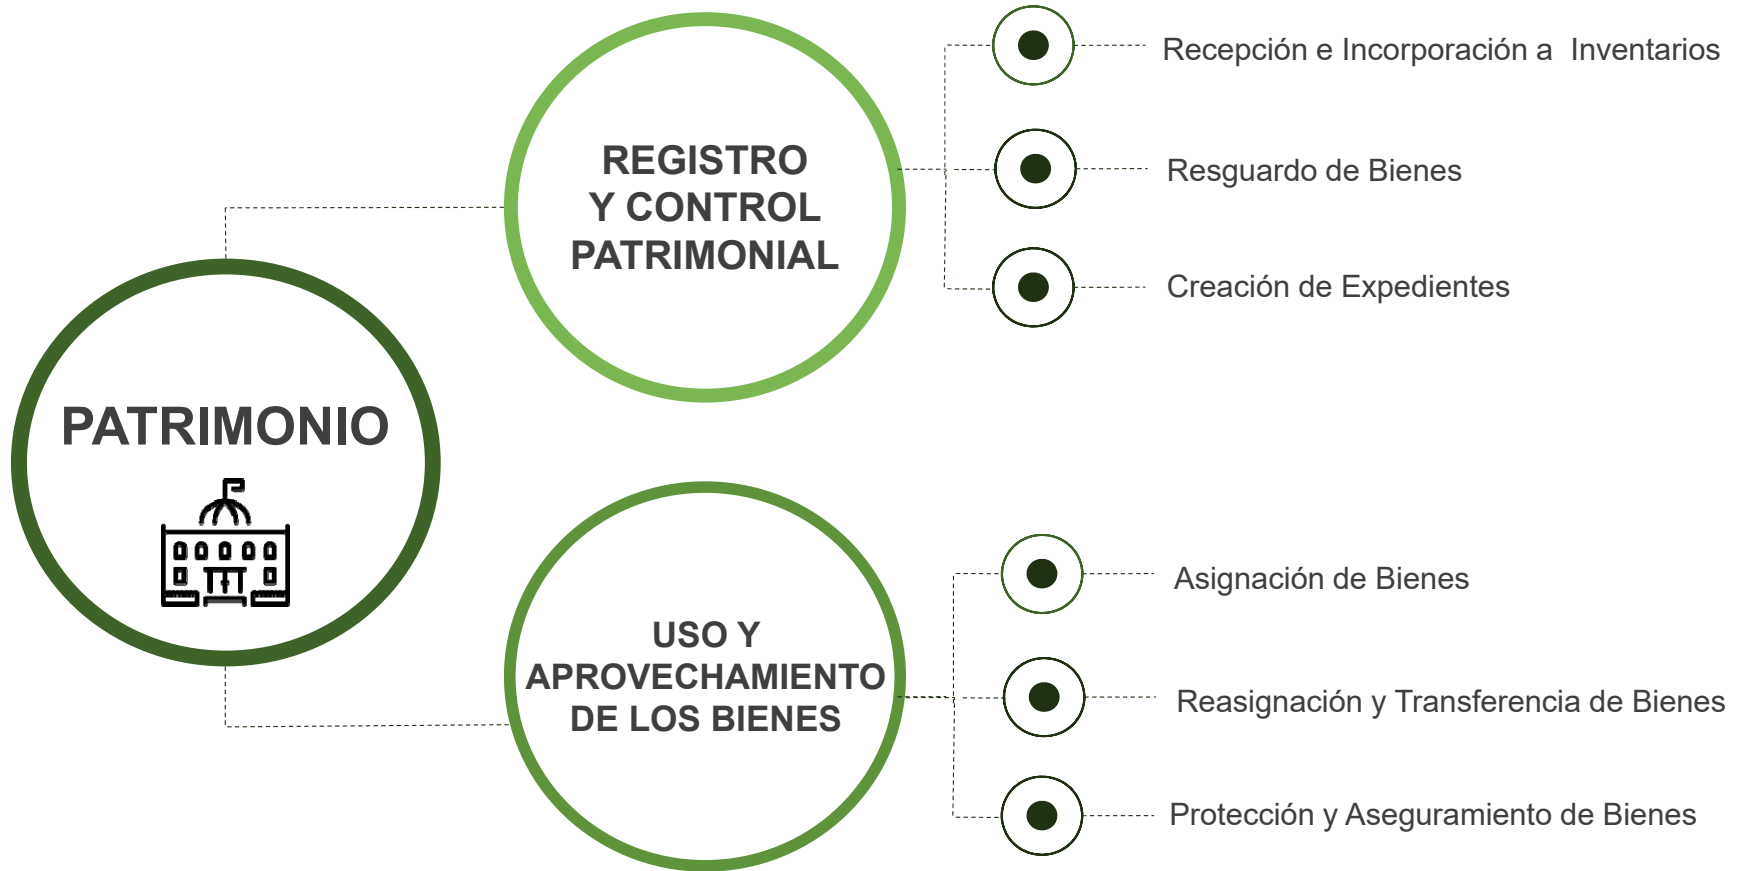 PATRIMONIO
REGISTRO
Y CONTROL
PATRIMONIAL
Recepción e Incorporación a  Inventarios
Resguardo de Bienes
Creación de Expedientes
USO Y
APROVECHAMIENTO
DE LOS BIENES
Asignación de Bienes
Reasignación y Transferencia de Bienes
Protección y Aseguramiento de Bienes